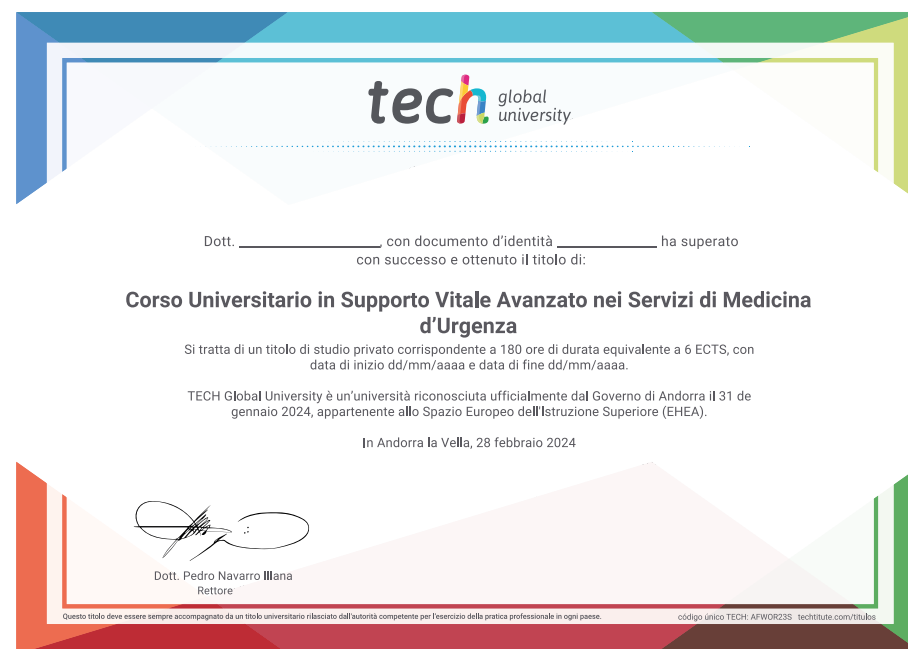 tech global
university
Dott. __________________, con documento d'identità _____________ ha superato
con successo e ottenuto il titolo di:
Corso Universitario in Supporto Vitale Avanzato nei Servizi di Medicina
d'Urgenza
Si tratta di un titolo di studio privato corrispondente a 180 ore di durata equivalente a 6 ECTS, con
data di inizio dd/mm/aaaa e data di fine dd/mm/aaaa.
TECH Global University è un'università riconosciuta ufficialmente dal Governo di Andorra il 31 de
gennaio 2024, appartenente allo Spazio Europeo dell'Istruzione Superiore (EHEA).
In Andorra la Vella, 28 febbraio 2024
Dott. Pedro Navarro Illana
Rettore
Questo titolo deve essere sempre accompagnato da un titolo universitario rilasciato dall'autorità competente per l'esercizio della pratica professionale in ogni paese.
código único TECH: AFWOR23S techtitute.com/titulos